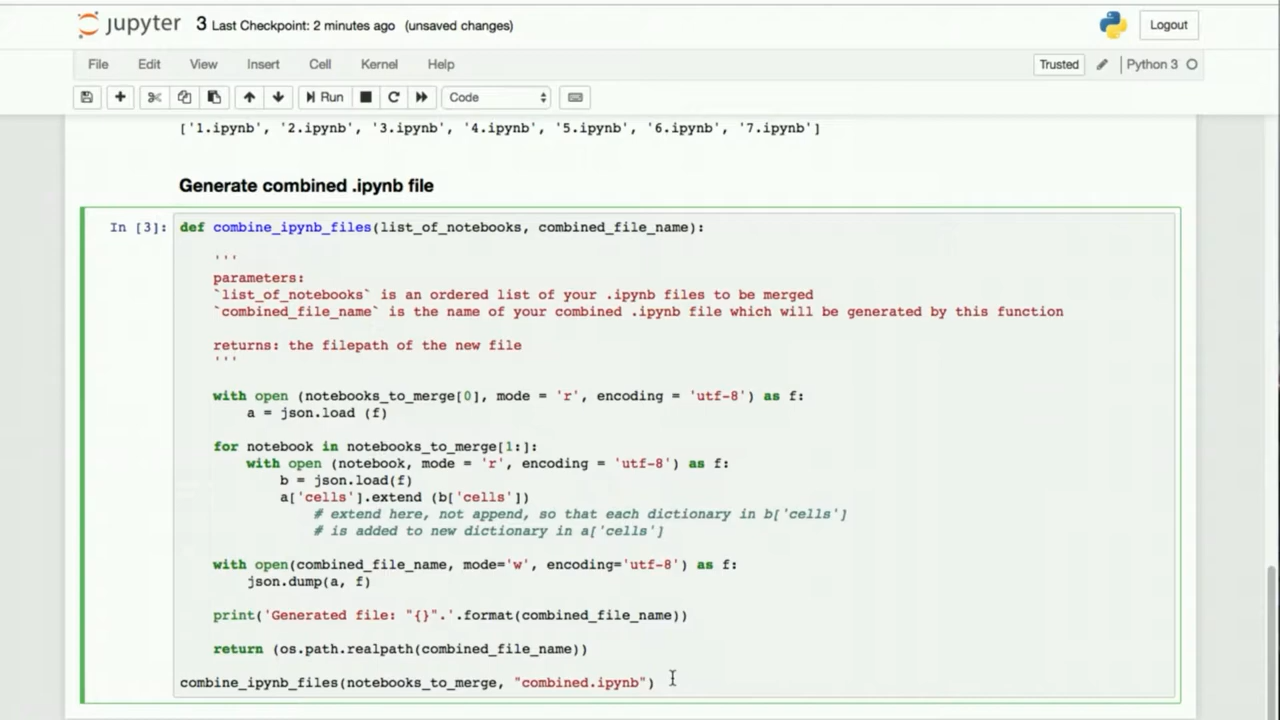 jupyter 3 Last Checkpoint: 2 minutes ago (unsaved changes)
Logout
File Edit View Insert Cell Kernel Help
Trusted Python 3
Run Code
['1.ipynb', '2.ipynb', '3.ipynb', '4.ipynb', '5.ipynb', '6.ipynb', '7.ipynb']
Generate combined .ipynb file
In [3]: def combine_ipynb_files(list_of_notebooks, combined_file_name):
'''
parameters:
`list_of_notebooks` is an ordered list of your .ipynb files to be merged
`combined_file_name` is the name of your combined .ipynb file which will be generated by this function
returns: the filepath of the new file
'''
with open (notebooks_to_merge[0], mode = 'r', encoding = 'utf-8') as f:
a = json.load (f)
for notebook in notebooks_to_merge[1:]:
with open (notebook, mode = 'r', encoding = 'utf-8') as f:
b = json.load(f)
a['cells'].extend (b['cells'])
# extend here, not append, so that each dictionary in b['cells']
# is added to new dictionary in a['cells']
with open(combined_file_name, mode='w', encoding='utf-8') as f:
json.dump(a, f)
print('Generated file: "{}".'.format(combined_file_name))
return (os.path.realpath(combined_file_name))
combine_ipynb_files(notebooks_to_merge, "combined.ipynb")